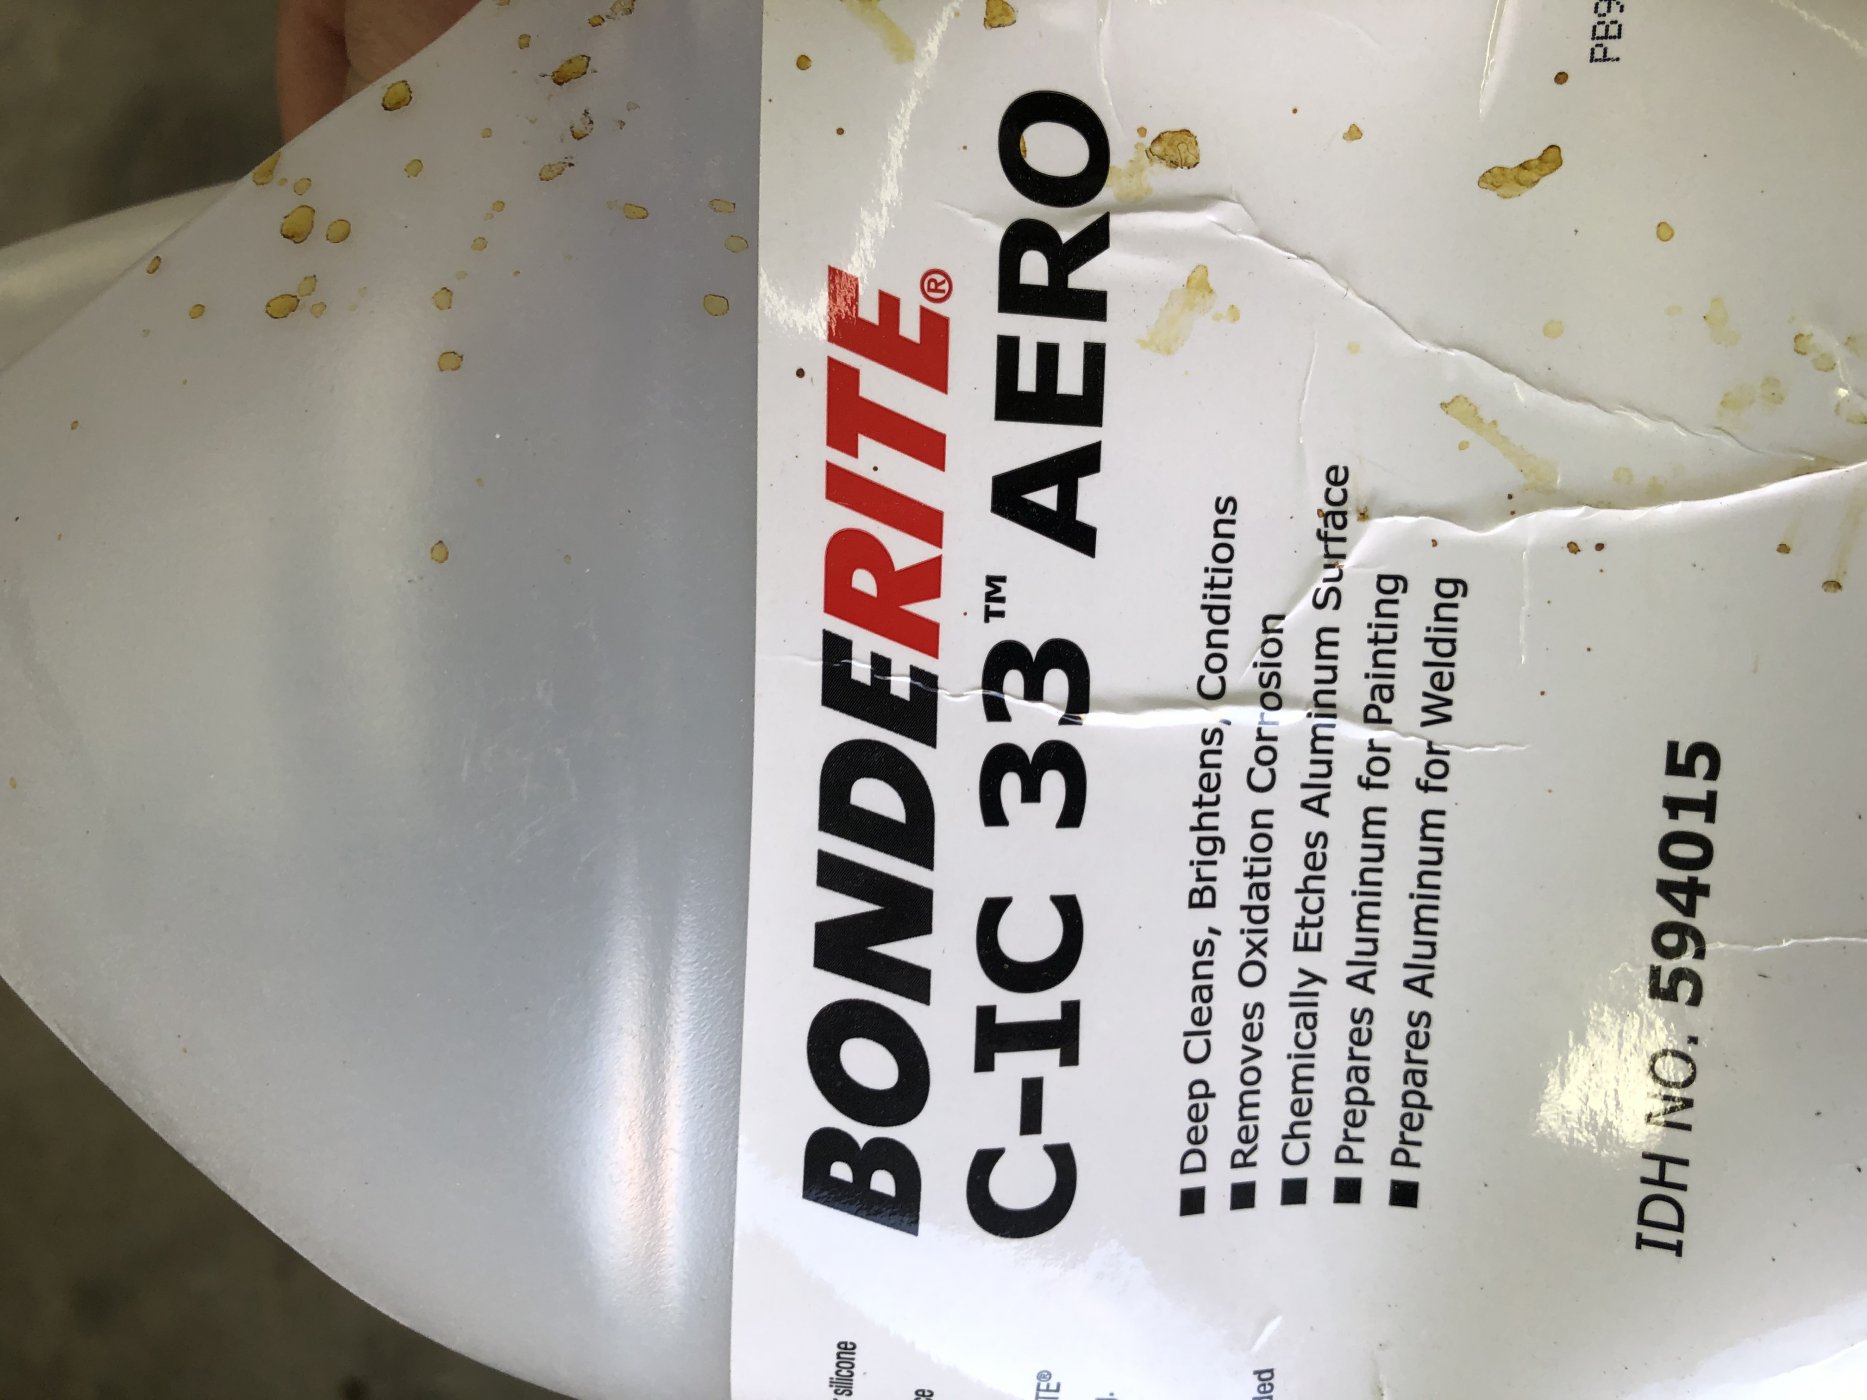 BONDERITE®
C-IC 33™ AERO
■ Deep Cleans, Brightens, Conditions
■ Removes Oxidation Corrosion
■ Chemically Etches Aluminum Surface
■ Prepares Aluminum for Painting
■ Prepares Aluminum for Welding
IDH NO. 594015
PB9
silicone
TE®